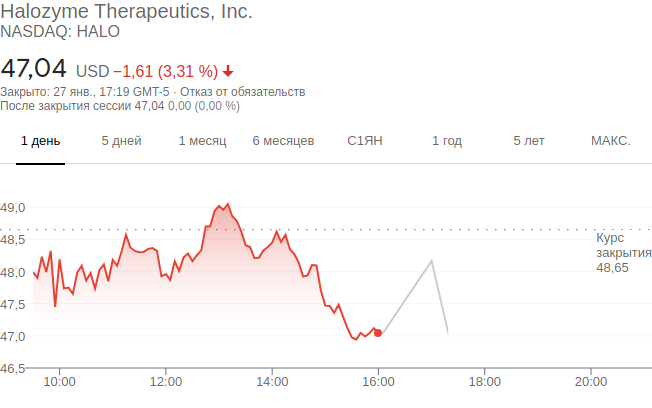 Halozyme Therapeutics, Inc.
NASDAQ: HALO
47,04 USD −1,61 (3,31 %)
Закрыто: 27 янв., 17:19 GMT-5 · Отказ от обязательств
После закрытия сессии 47,04 0,00 (0,00 %)
1 день 5 дней 1 месяц 6 месяцев С1ЯН 1 год 5 лет МАКС.
49,0
48,5
48,0
47,5
47,0
46,5
Курс
закрытия
48,65
10:00 12:00 14:00 16:00 18:00 20:00